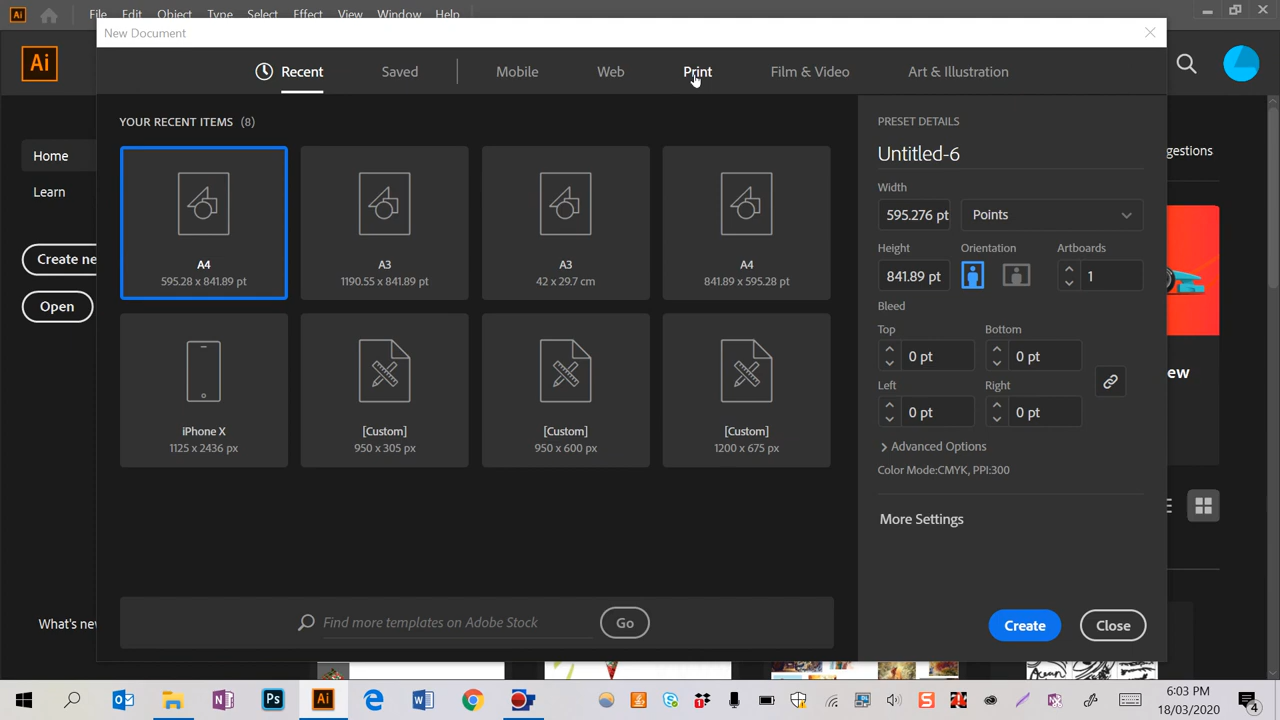 Ai File Edit Object Type Select Effect View Window Help
New Document
Ai
Recent Saved Mobile Web Print Film & Video Art & Illustration
YOUR RECENT ITEMS (8)
PRESET DETAILS
Untitled-6
Home
Learn
Create ne
Open
What's nev
ggestions
ew
A4
595.28 x 841.89 pt
A3
1190.55 x 841.89 pt
A3
42 x 29.7 cm
A4
841.89 x 595.28 pt
iPhone X
1125 x 2436 px
[Custom]
950 x 305 px
[Custom]
950 x 600 px
[Custom]
1200 x 675 px
Width
595.276 pt Points
Height Orientation Artboards
841.89 pt 1
Bleed
Top Bottom
0 pt 0 pt
Left Right
0 pt 0 pt
Advanced Options
Color Mode:CMYK, PPI:300
More Settings
Find more templates on Adobe Stock Go
Create Close
Ps Ai
6:03 PM
18/03/2020
4